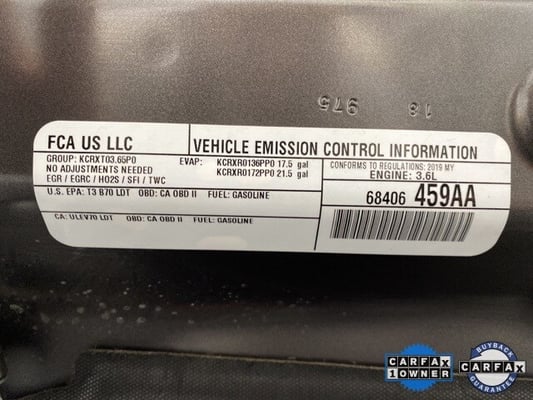 975 18
FCA US LLC
VEHICLE EMISSION CONTROL INFORMATION
GROUP: KCRXT03.65P0
NO ADJUSTMENTS NEEDED
EGR / EGRC / HO2S / SFI / TWC
EVAP: KCRXR0136PP0 17.5 gal
KCRXR0172PP0 21.5 gal
CONFORMS TO REGULATIONS: 2019 MY
ENGINE: 3.6L
U.S. EPA: T3 B70 LDT OBD: CA OBD II FUEL: GASOLINE
68406 459AA
CA: ULEV70 LDT OBD: CA OBD II FUEL: GASOLINE
CARFAX
1 OWNER
BUYBACK
CARFAX
GUARANTEE